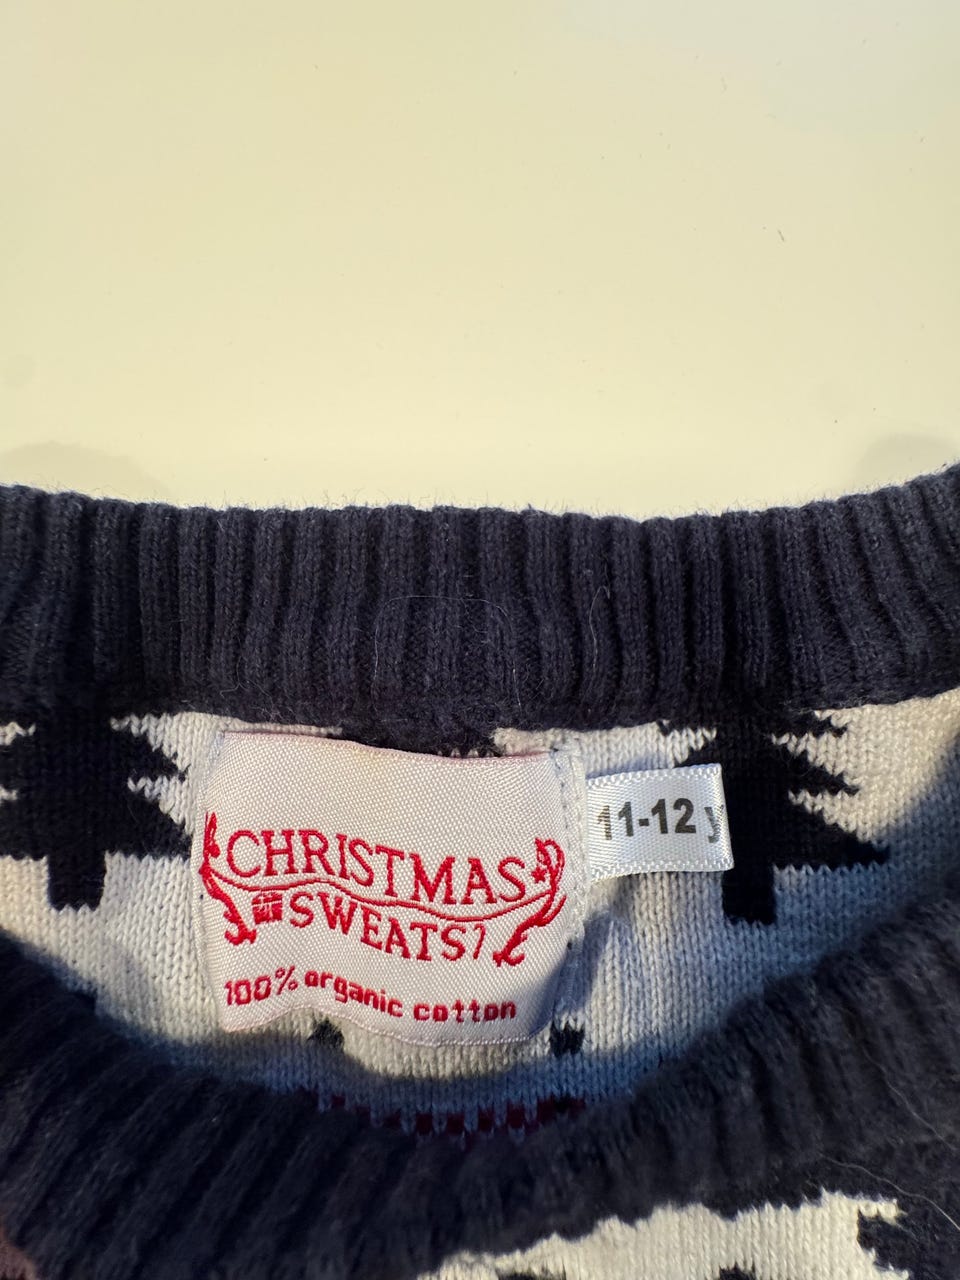 CHRISTMAS
SWEATS
100% organic cotton
11-12 y